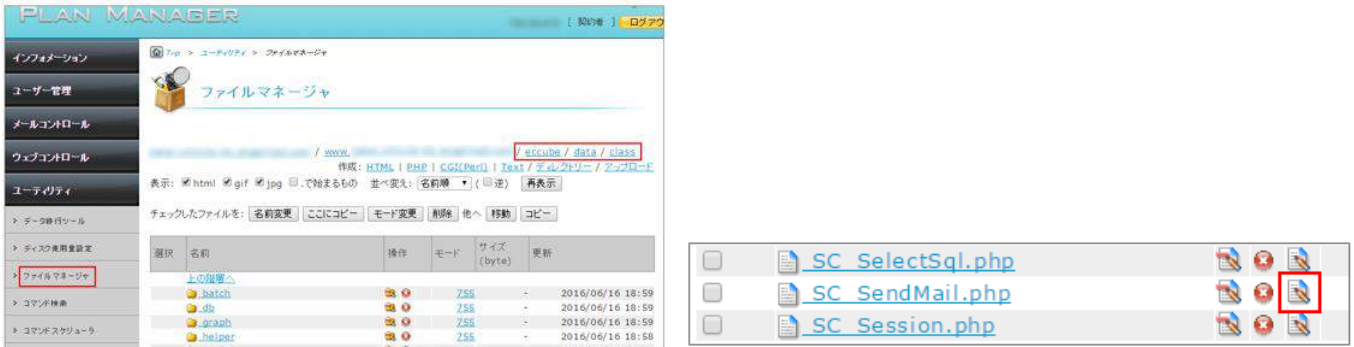 PLAN MANAGER
[ 契約者 ] ログアウ
インフォメーション
ユーザー管理
メールコントロール
ウェブコントロール
ユーティリティ
> データ移行ツール
> ディスク使用量設定
> ファイルマネージャ
> コマンド検索
> コマンドスケジューラ
Top > ユーティリティ > ファイルマネージャ
ファイルマネージャ
/ www. / eccube / data / class
作成: HTML | PHP | CGI(Perl) | Text / ディレクトリー / アップロード
表示: html gif jpg .で始まるもの 並べ変え: 名前順 (逆) 再表示
チェックしたファイルを: 名前変更 ここにコピー モード変更 削除 他へ 移動 コピー
選択 名前 操作 モード サイズ(byte) 更新
上の階層へ
batch 755 - 2016/06/16 18:59
db 755 - 2016/06/16 18:59
graph 755 - 2016/06/16 18:59
helper 755 - 2016/06/16 18:58
SC_SelectSql.php
SC_SendMail.php
SC_Session.php